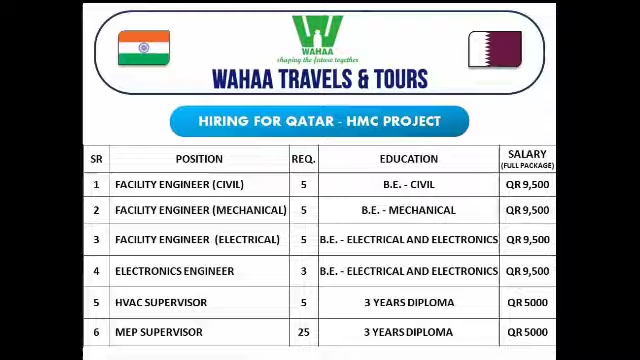 WAHAA
shaping the future together
WAHAA TRAVELS & TOURS
HIRING FOR QATAR - HMC PROJECT
SR POSITION REQ. EDUCATION SALARY (FULL PACKAGE)
1 FACILITY ENGINEER (CIVIL) 5 B.E. - CIVIL QR 9,500
2 FACILITY ENGINEER (MECHANICAL) 5 B.E. - MECHANICAL QR 9,500
3 FACILITY ENGINEER (ELECTRICAL) 5 B.E. - ELECTRICAL AND ELECTRONICS QR 9,500
4 ELECTRONICS ENGINEER 3 B.E. - ELECTRICAL AND ELECTRONICS QR 9,500
5 HVAC SUPERVISOR 5 3 YEARS DIPLOMA QR 5000
6 MEP SUPERVISOR 25 3 YEARS DIPLOMA QR 5000